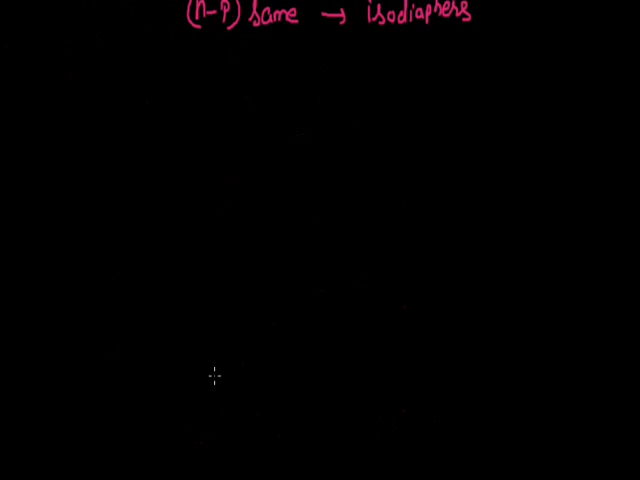 (n-p) same → isodiaphers